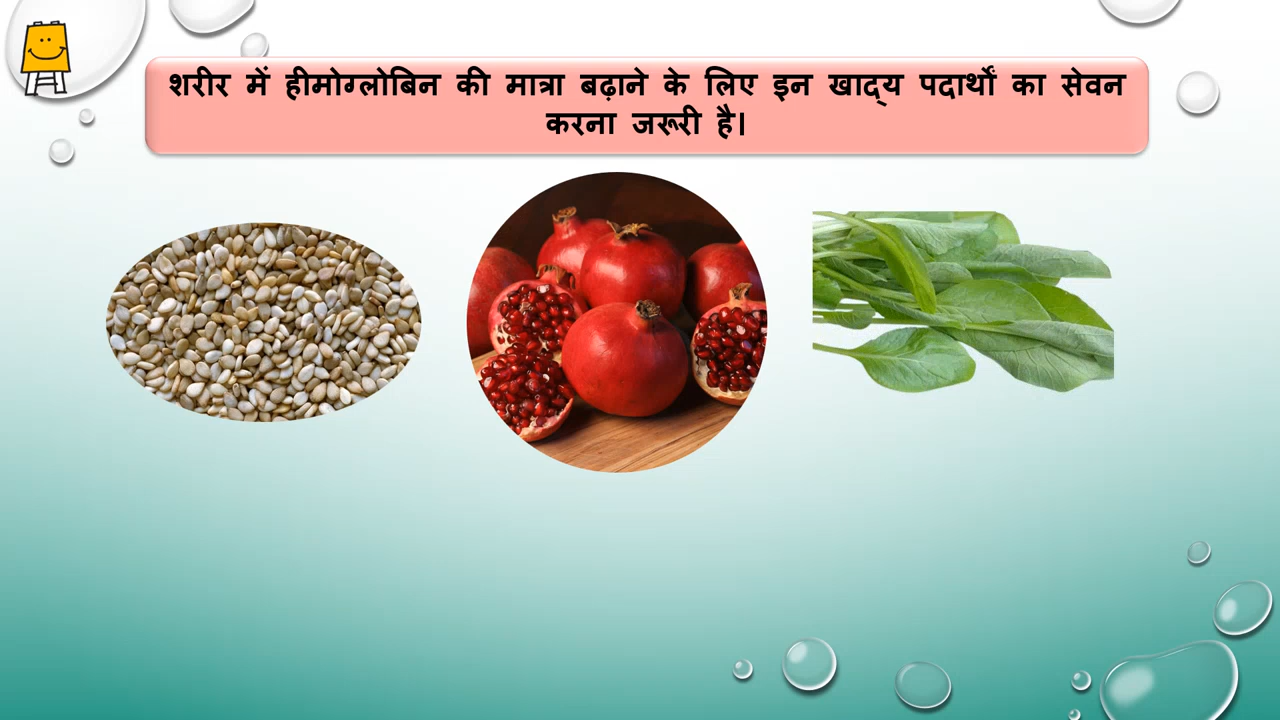 शरीर में हीमोग्लोबिन की मात्रा बढ़ाने के लिए इन खाद्य पदार्थों का सेवन
करना जरूरी है।